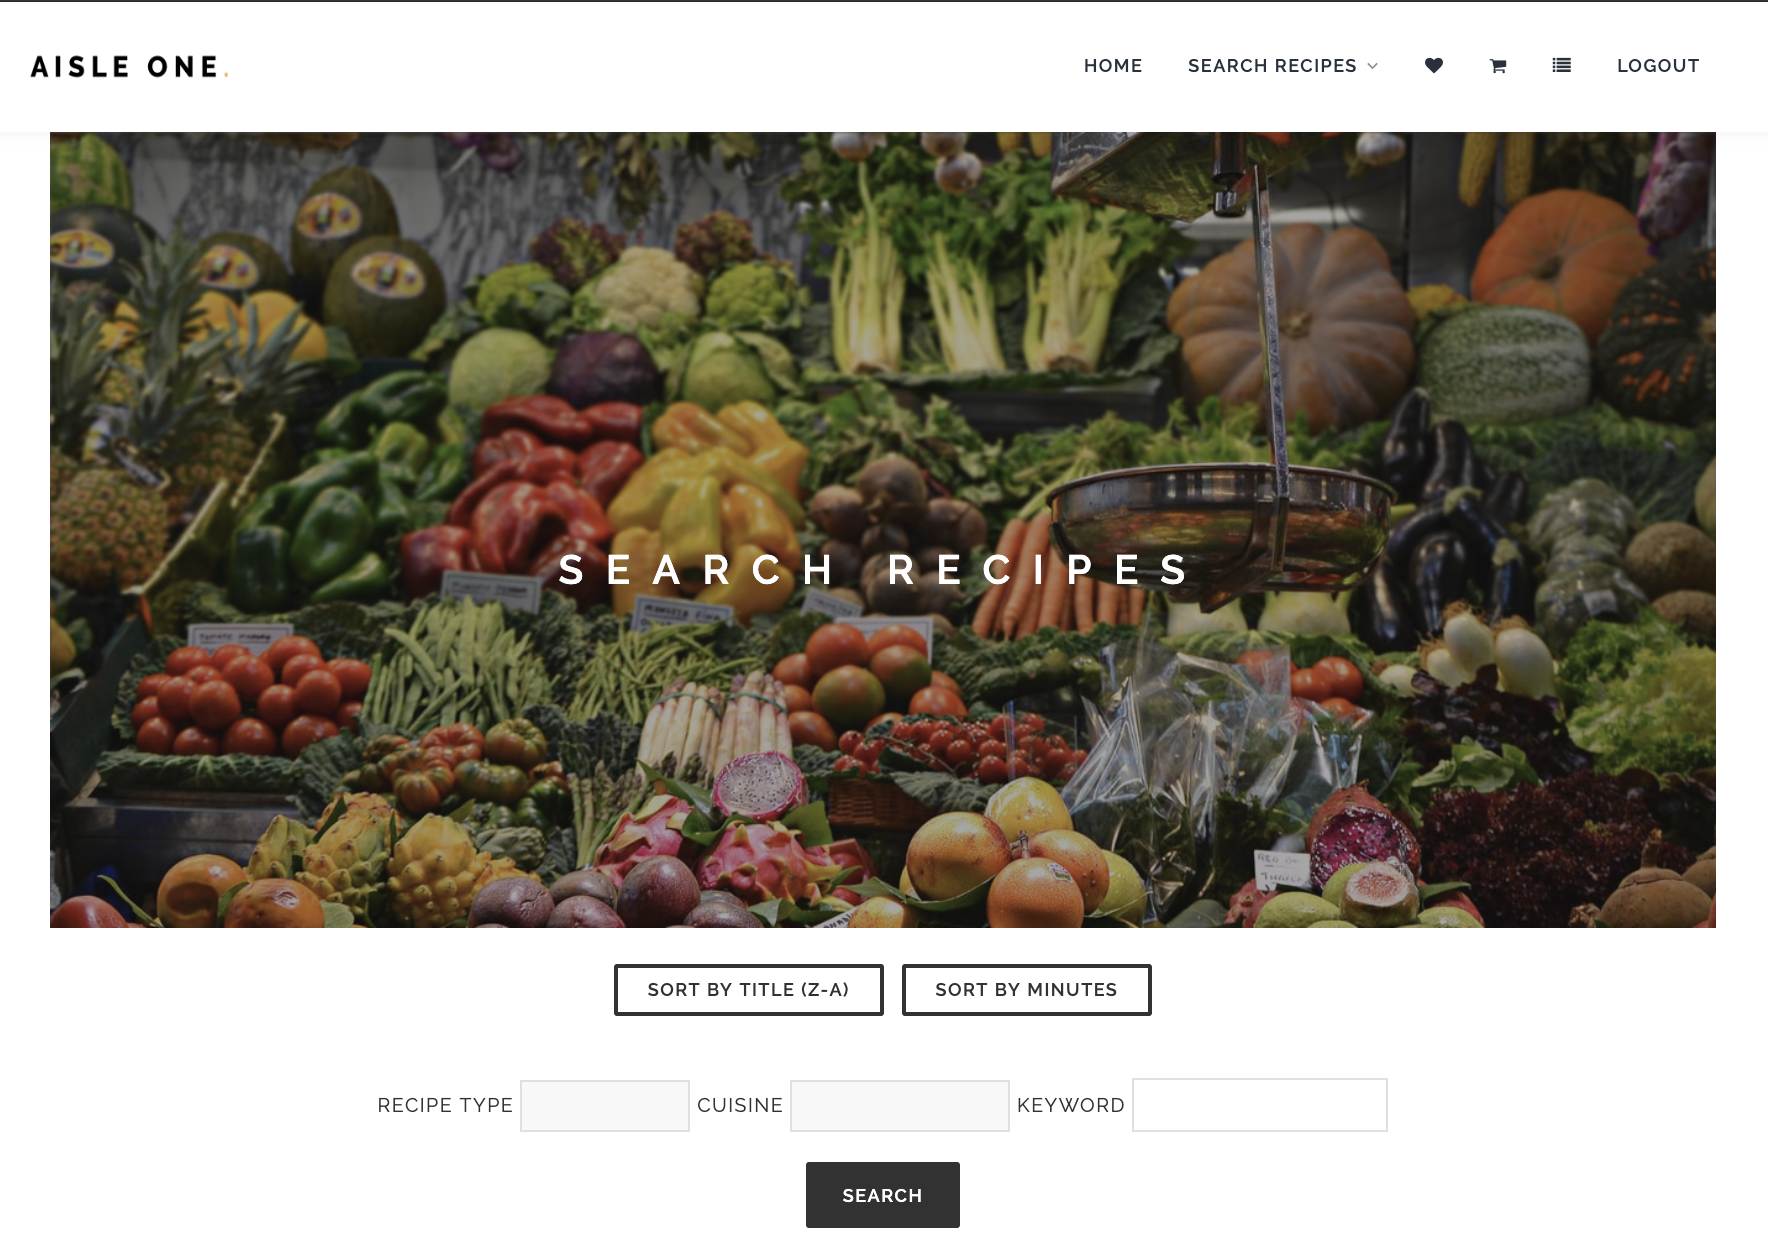 AISLE ONE.
HOME SEARCH RECIPES LOGOUT
SEARCH RECIPES
SORT BY TITLE (Z-A) SORT BY MINUTES
RECIPE TYPE CUISINE KEYWORD
SEARCH